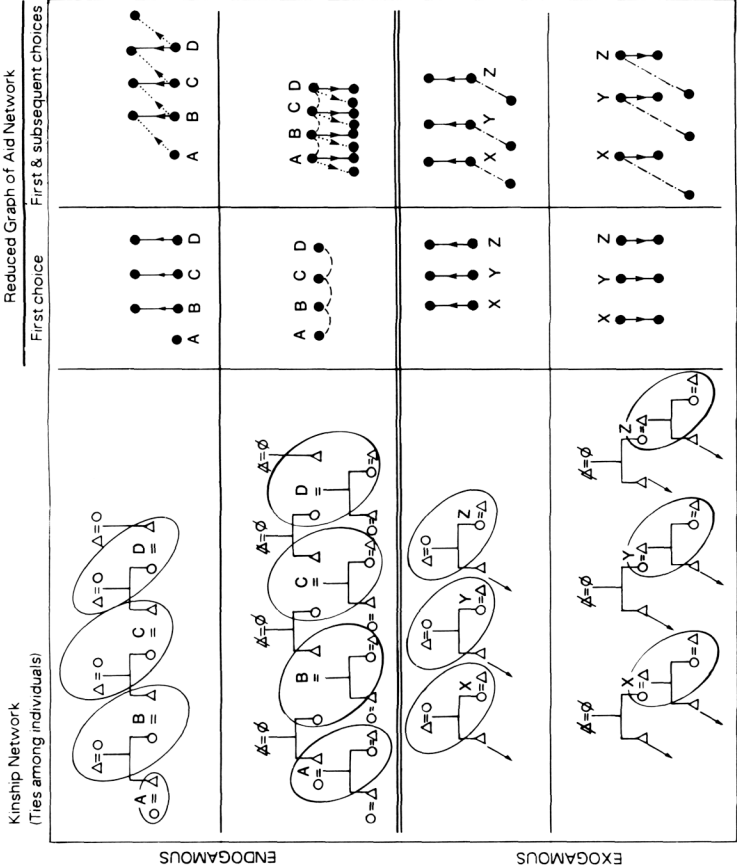 Reduced Graph of Aid Network
Kinship Network
(Ties among individuals)
First choice
First & subsequent choices
ENDOGAMOUS
A B C D
A B C D
A B C D
A B C D
A B C D
A B C D
EXOGAMOUS
X Y Z
X Y Z
X Y Z
X Y Z
X Y Z
X Y Z